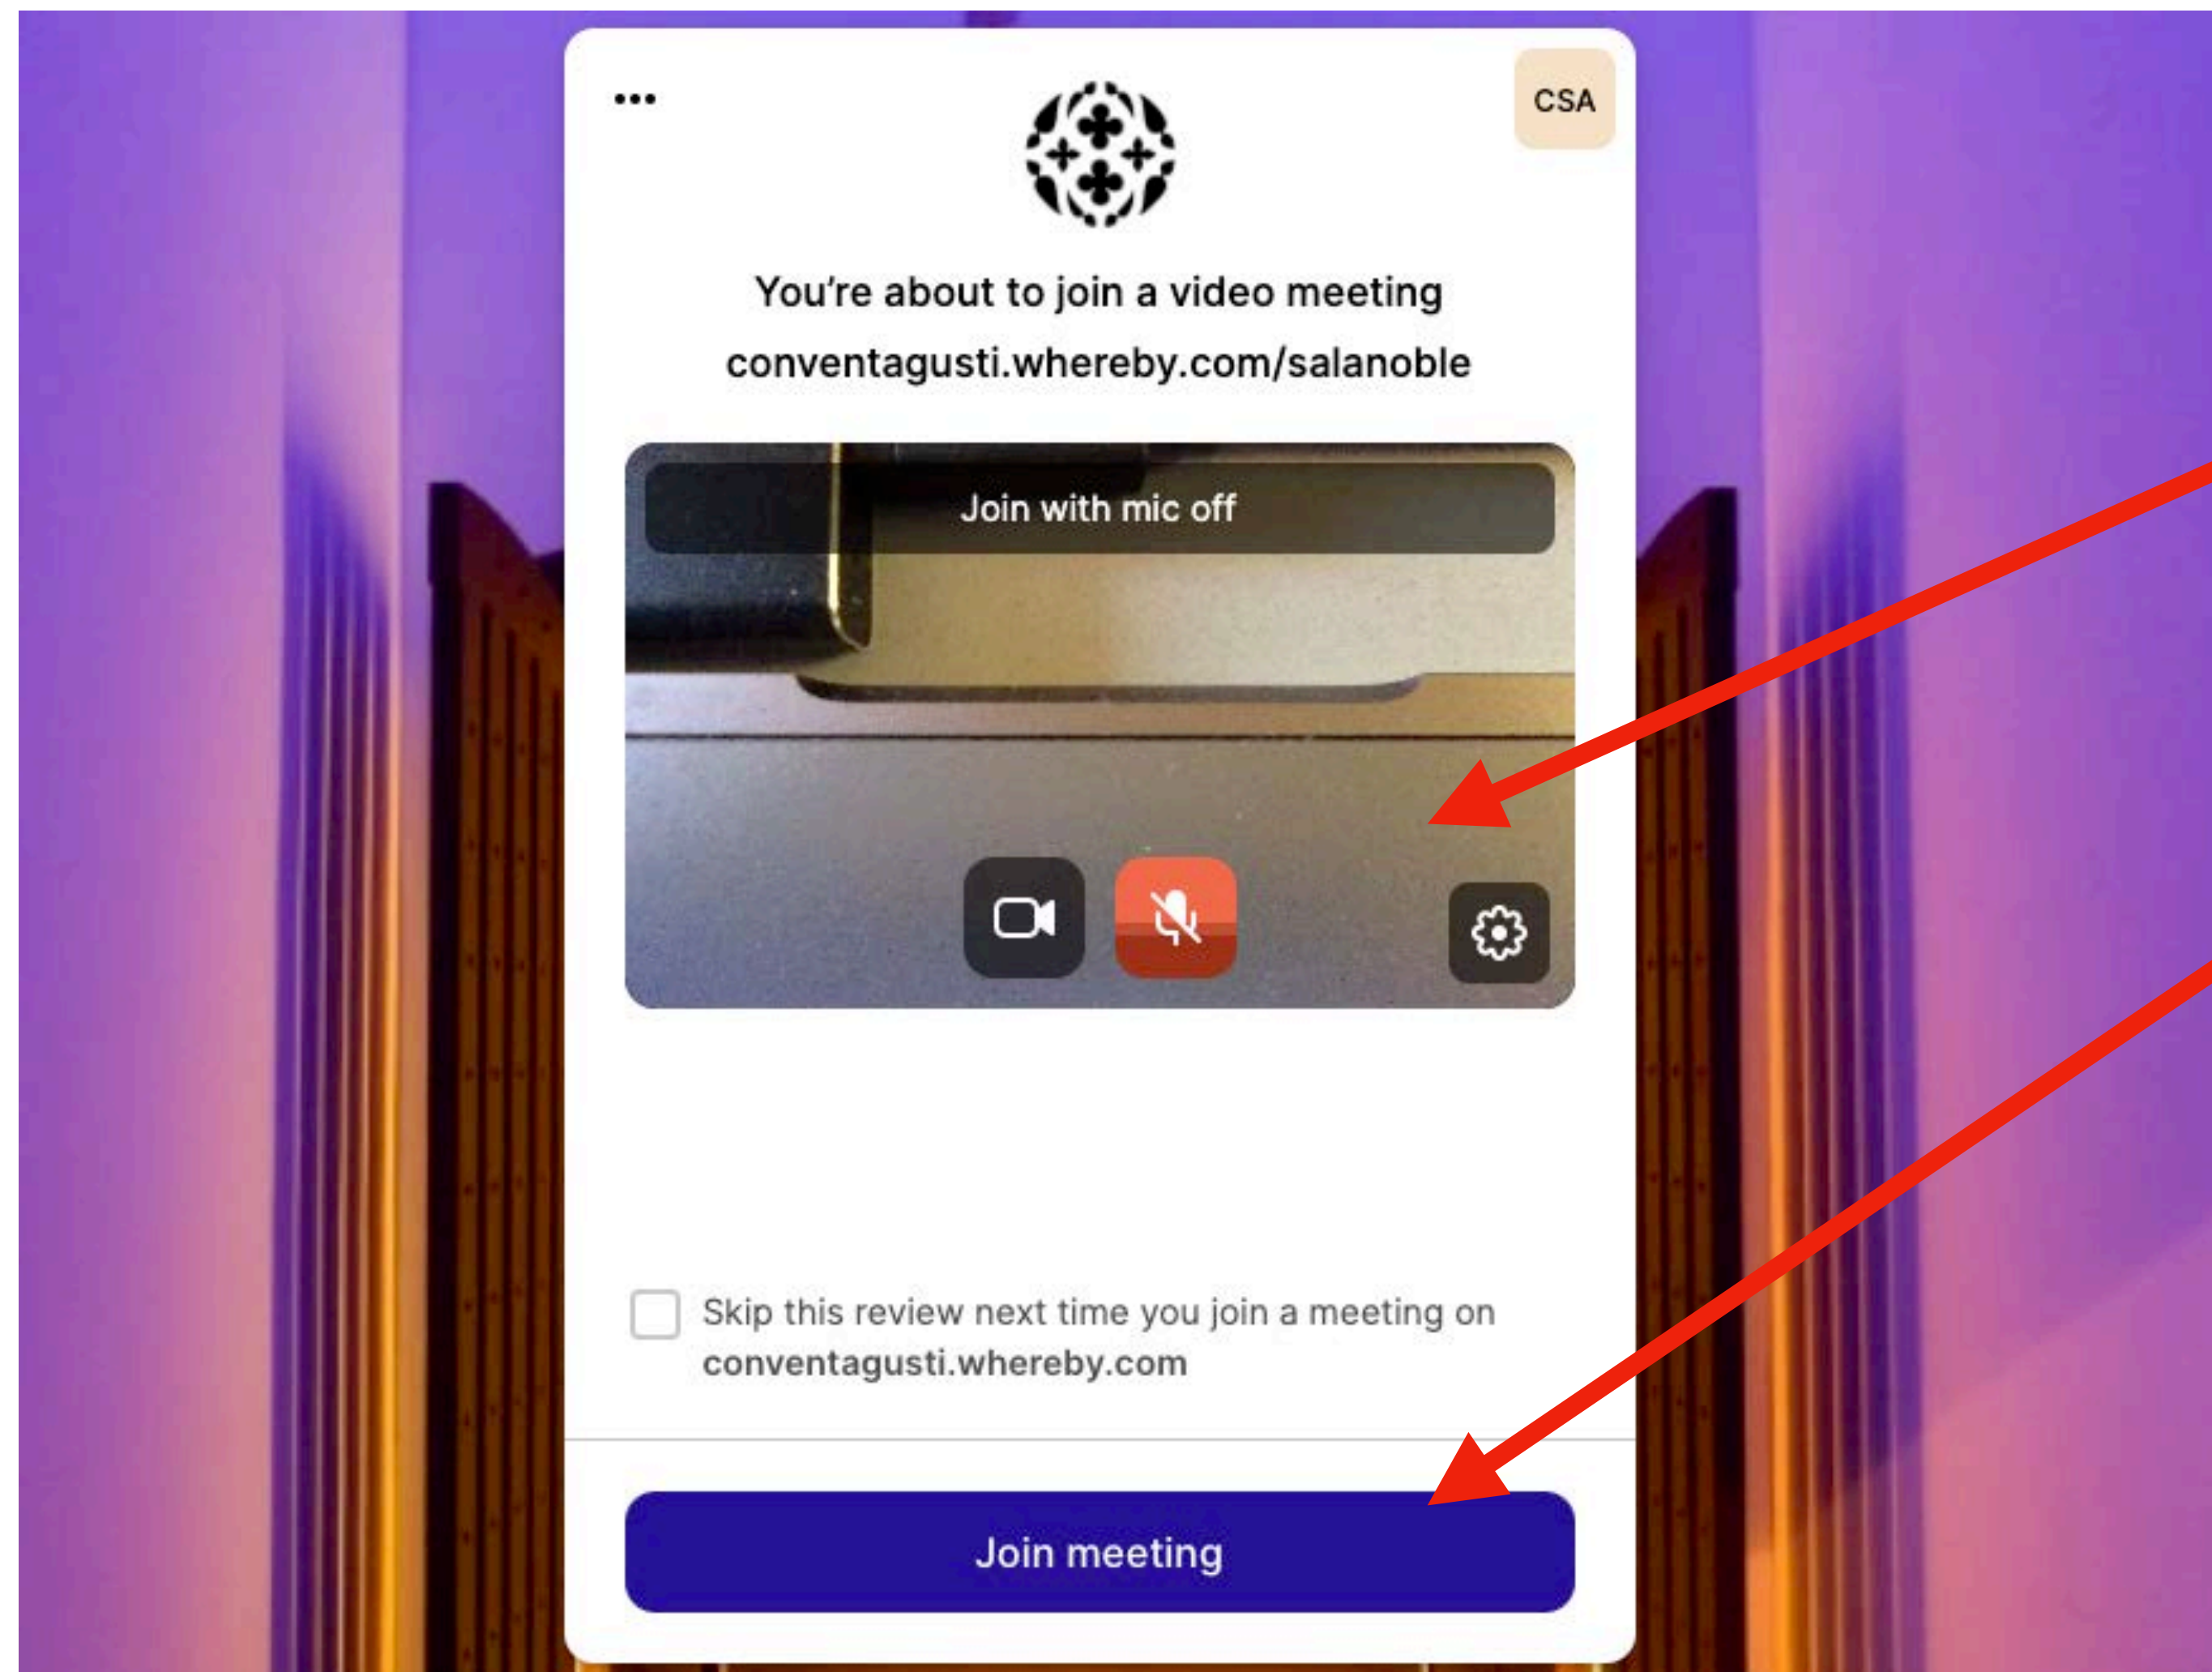 CSA
You're about to join a video meeting
conventagusti.whereby.com/salanoble
Join with mic off
Skip this review next time you join a meeting on
conventagusti.whereby.com
Join meeting